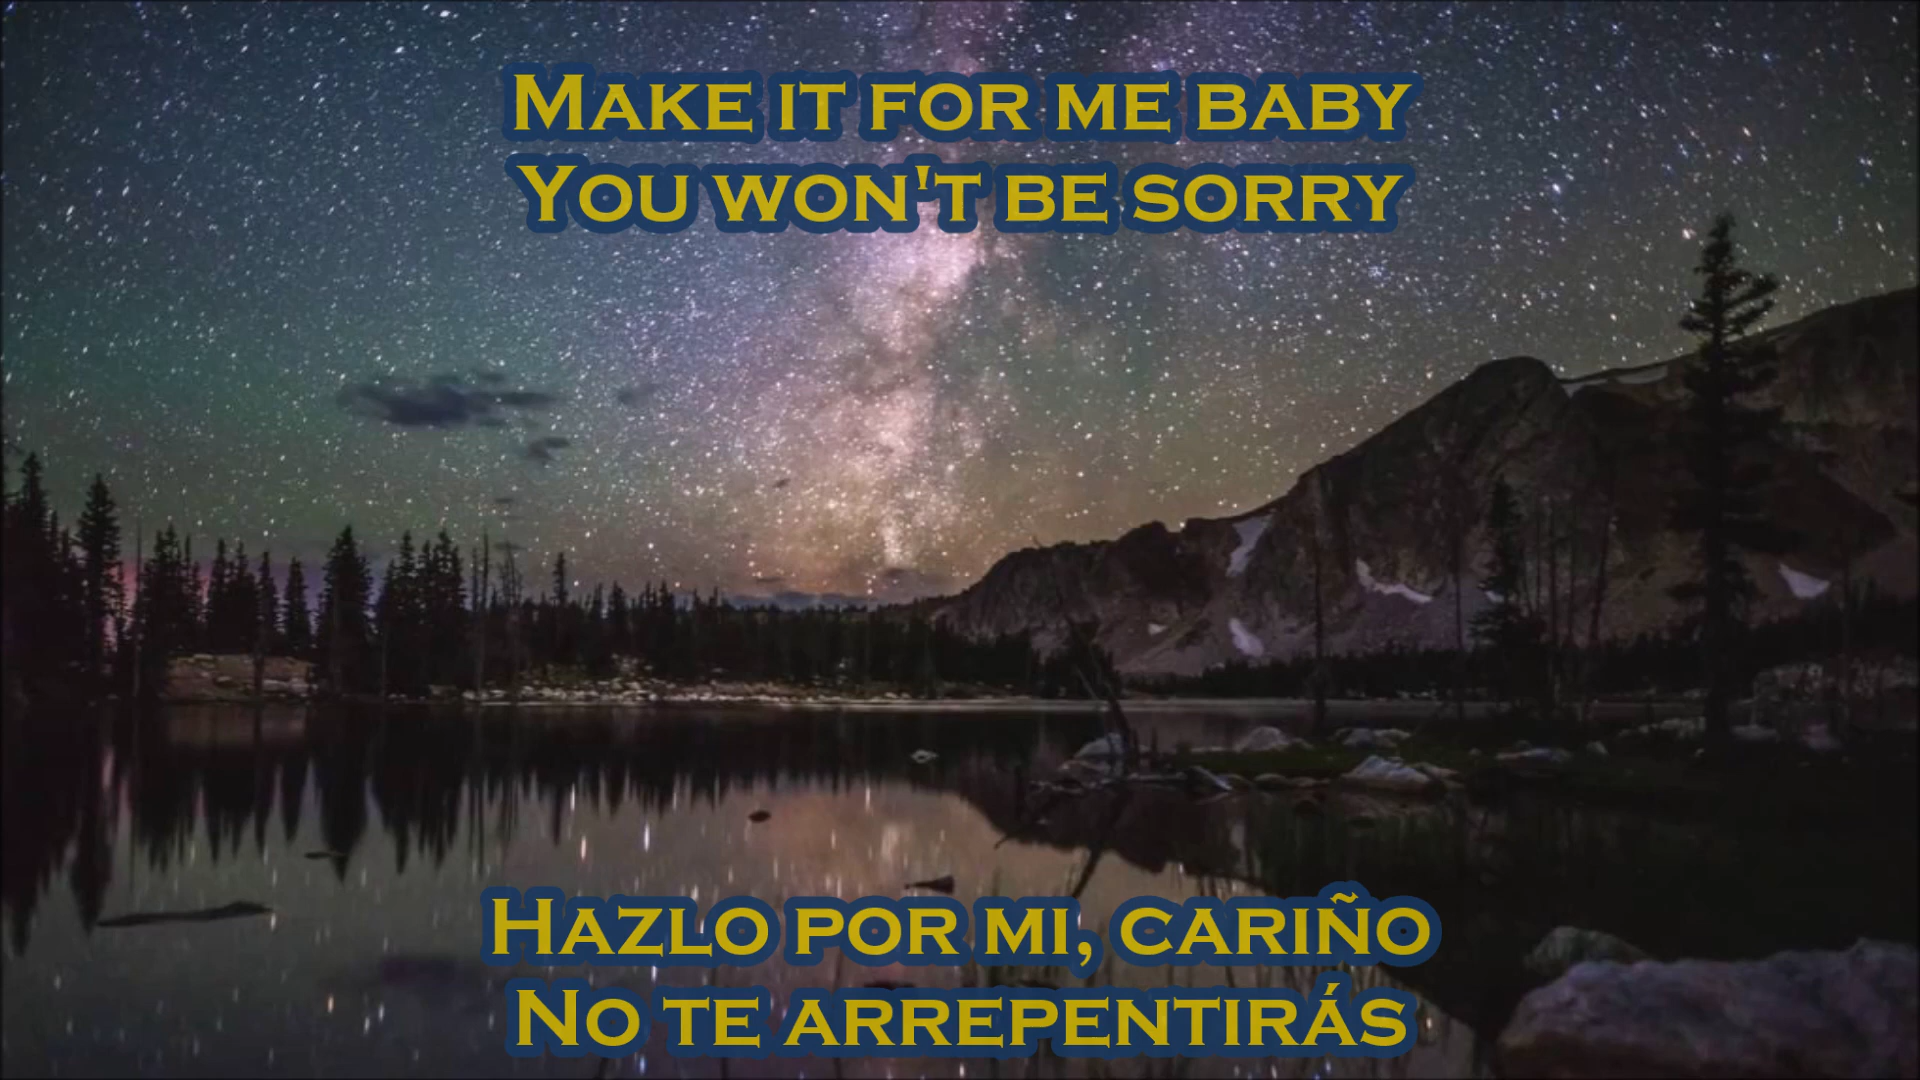 Make it for me baby
You won't be sorry
Hazlo por mi, cariño
No te arrepentirás